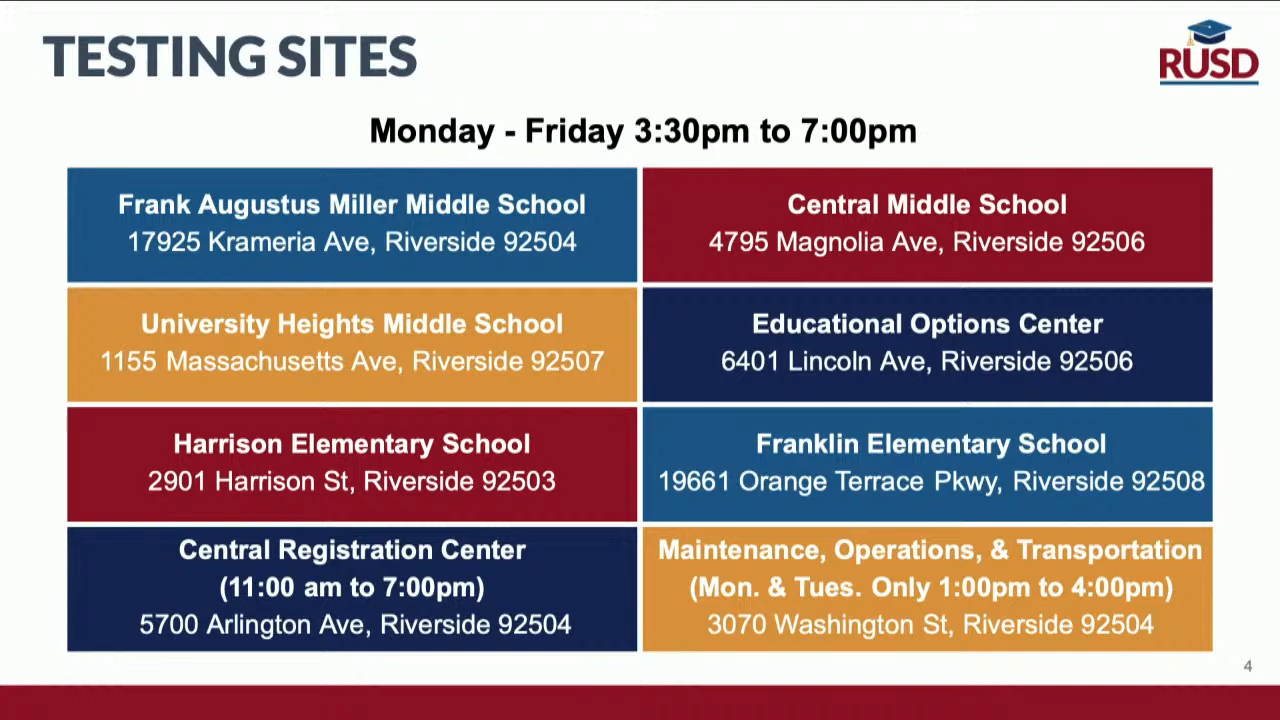 TESTING SITES
RUSD
Monday - Friday 3:30pm to 7:00pm
Frank Augustus Miller Middle School
17925 Krameria Ave, Riverside 92504
Central Middle School
4795 Magnolia Ave, Riverside 92506
University Heights Middle School
1155 Massachusetts Ave, Riverside 92507
Educational Options Center
6401 Lincoln Ave, Riverside 92506
Harrison Elementary School
2901 Harrison St, Riverside 92503
Franklin Elementary School
19661 Orange Terrace Pkwy, Riverside 92508
Central Registration Center
(11:00 am to 7:00pm)
5700 Arlington Ave, Riverside 92504
Maintenance, Operations, & Transportation
(Mon. & Tues. Only 1:00pm to 4:00pm)
3070 Washington St, Riverside 92504
4